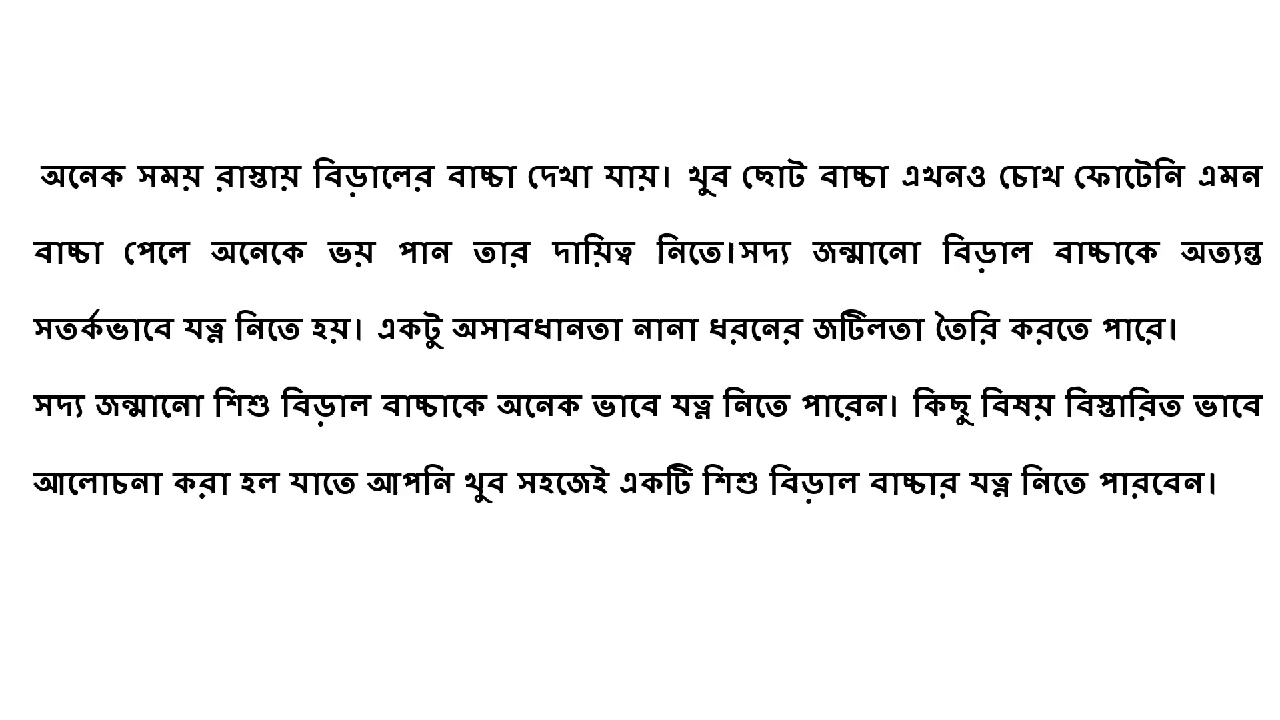 অনেক সময় রাস্তায় বিড়ালের বাচ্চা দেখা যায়। খুব ছোট বাচ্চা এখনও চোখ ফোটেনি এমন
বাচ্চা পেলে অনেকে ভয় পান তার দায়িত্ব নিতে।সদ্য জন্মানো বিড়াল বাচ্চাকে অত্যন্ত
সতর্কভাবে যত্ন নিতে হয়। একটু অসাবধানতা নানা ধরনের জটিলতা তৈরি করতে পারে।
সদ্য জন্মানো শিশু বিড়াল বাচ্চাকে অনেক ভাবে যত্ন নিতে পারেন। কিছু বিষয় বিস্তারিত ভাবে
আলোচনা করা হল যাতে আপনি খুব সহজেই একটি শিশু বিড়াল বাচ্চার যত্ন নিতে পারবেন।